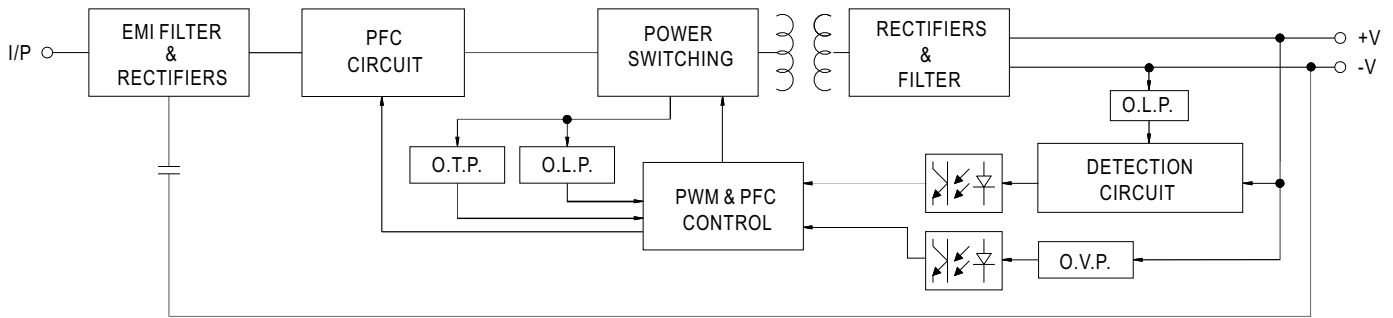 I/P
EMI FILTER
&
RECTIFIERS
PFC
CIRCUIT
POWER
SWITCHING
RECTIFIERS
&
FILTER
+V
-V
O.L.P.
O.T.P.
O.L.P.
PWM & PFC
CONTROL
DETECTION
CIRCUIT
O.V.P.